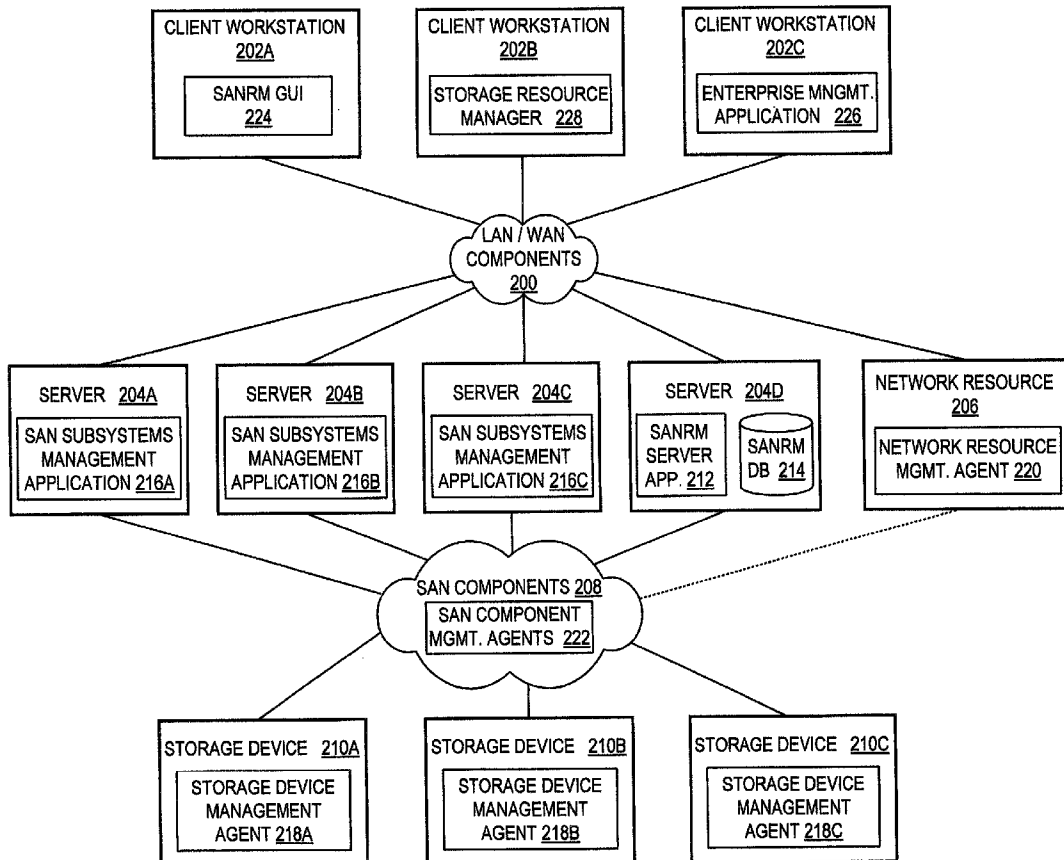 CLIENT WORKSTATION
202A
SANRM GUI
224
CLIENT WORKSTATION
202B
STORAGE RESOURCE
MANAGER 228
CLIENT WORKSTATION
202C
ENTERPRISE MNGMT.
APPLICATION 226
LAN / WAN
COMPONENTS
200
SERVER 204A
SAN SUBSYSTEMS
MANAGEMENT
APPLICATION 216A
SERVER 204B
SAN SUBSYSTEMS
MANAGEMENT
APPLICATION 216B
SERVER 204C
SAN SUBSYSTEMS
MANAGEMENT
APPLICATION 216C
SERVER 204D
SANRM
SERVER
APP. 212
SANRM
DB 214
NETWORK RESOURCE
206
NETWORK RESOURCE
MGMT. AGENT 220
SAN COMPONENTS 208
SAN COMPONENT
MGMT. AGENTS 222
STORAGE DEVICE 210A
STORAGE DEVICE
MANAGEMENT
AGENT 218A
STORAGE DEVICE 210B
STORAGE DEVICE
MANAGEMENT
AGENT 218B
STORAGE DEVICE 210C
STORAGE DEVICE
MANAGEMENT
AGENT 218C